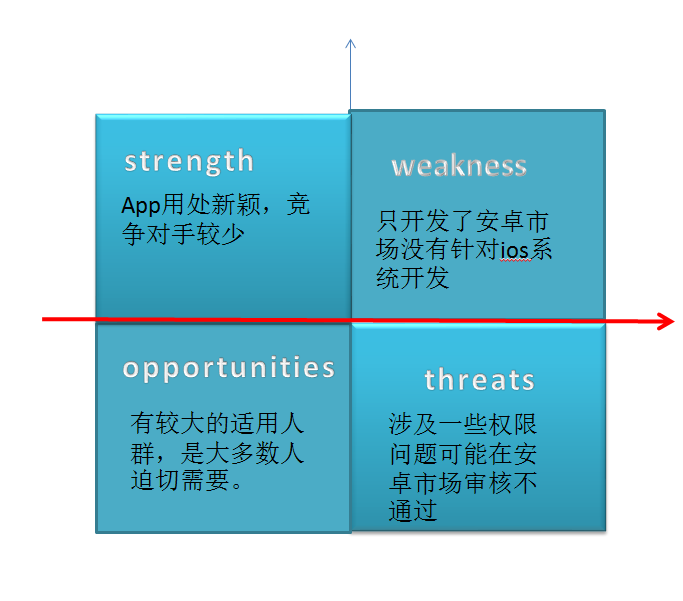 strength
App用处新颖，竞
争对手较少
weakness
只开发了安卓市
场没有针对ios系
统开发
opportunities
有较大的适用人
群，是大多数人
迫切需要。
threats
涉及一些权限
问题可能在安
卓市场审核不
通过